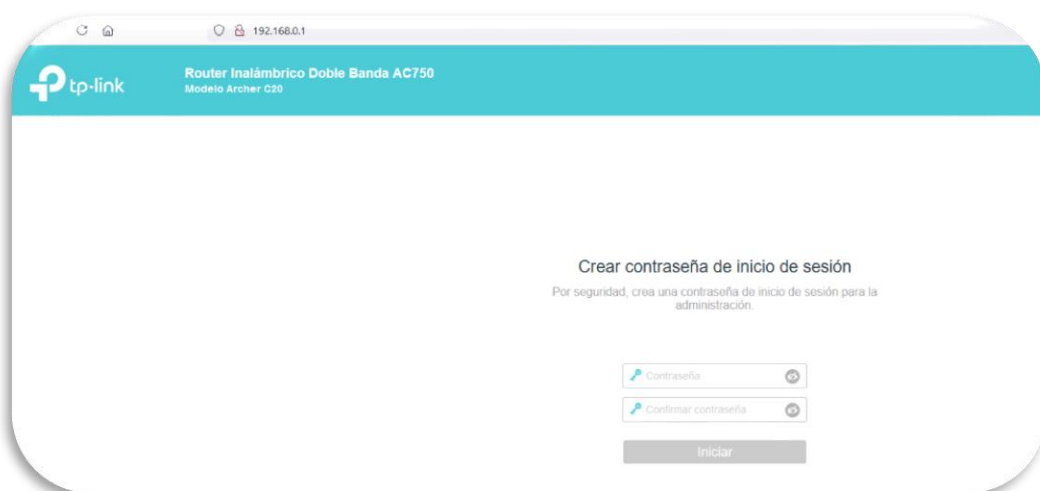 192.168.0.1
tp-link
Router Inalámbrico Doble Banda AC750
Modelo Archer C20
Crear contraseña de inicio de sesión
Por seguridad, crea una contraseña de inicio de sesión para la
administración.
Contraseña
Confirmar contraseña
Iniciar